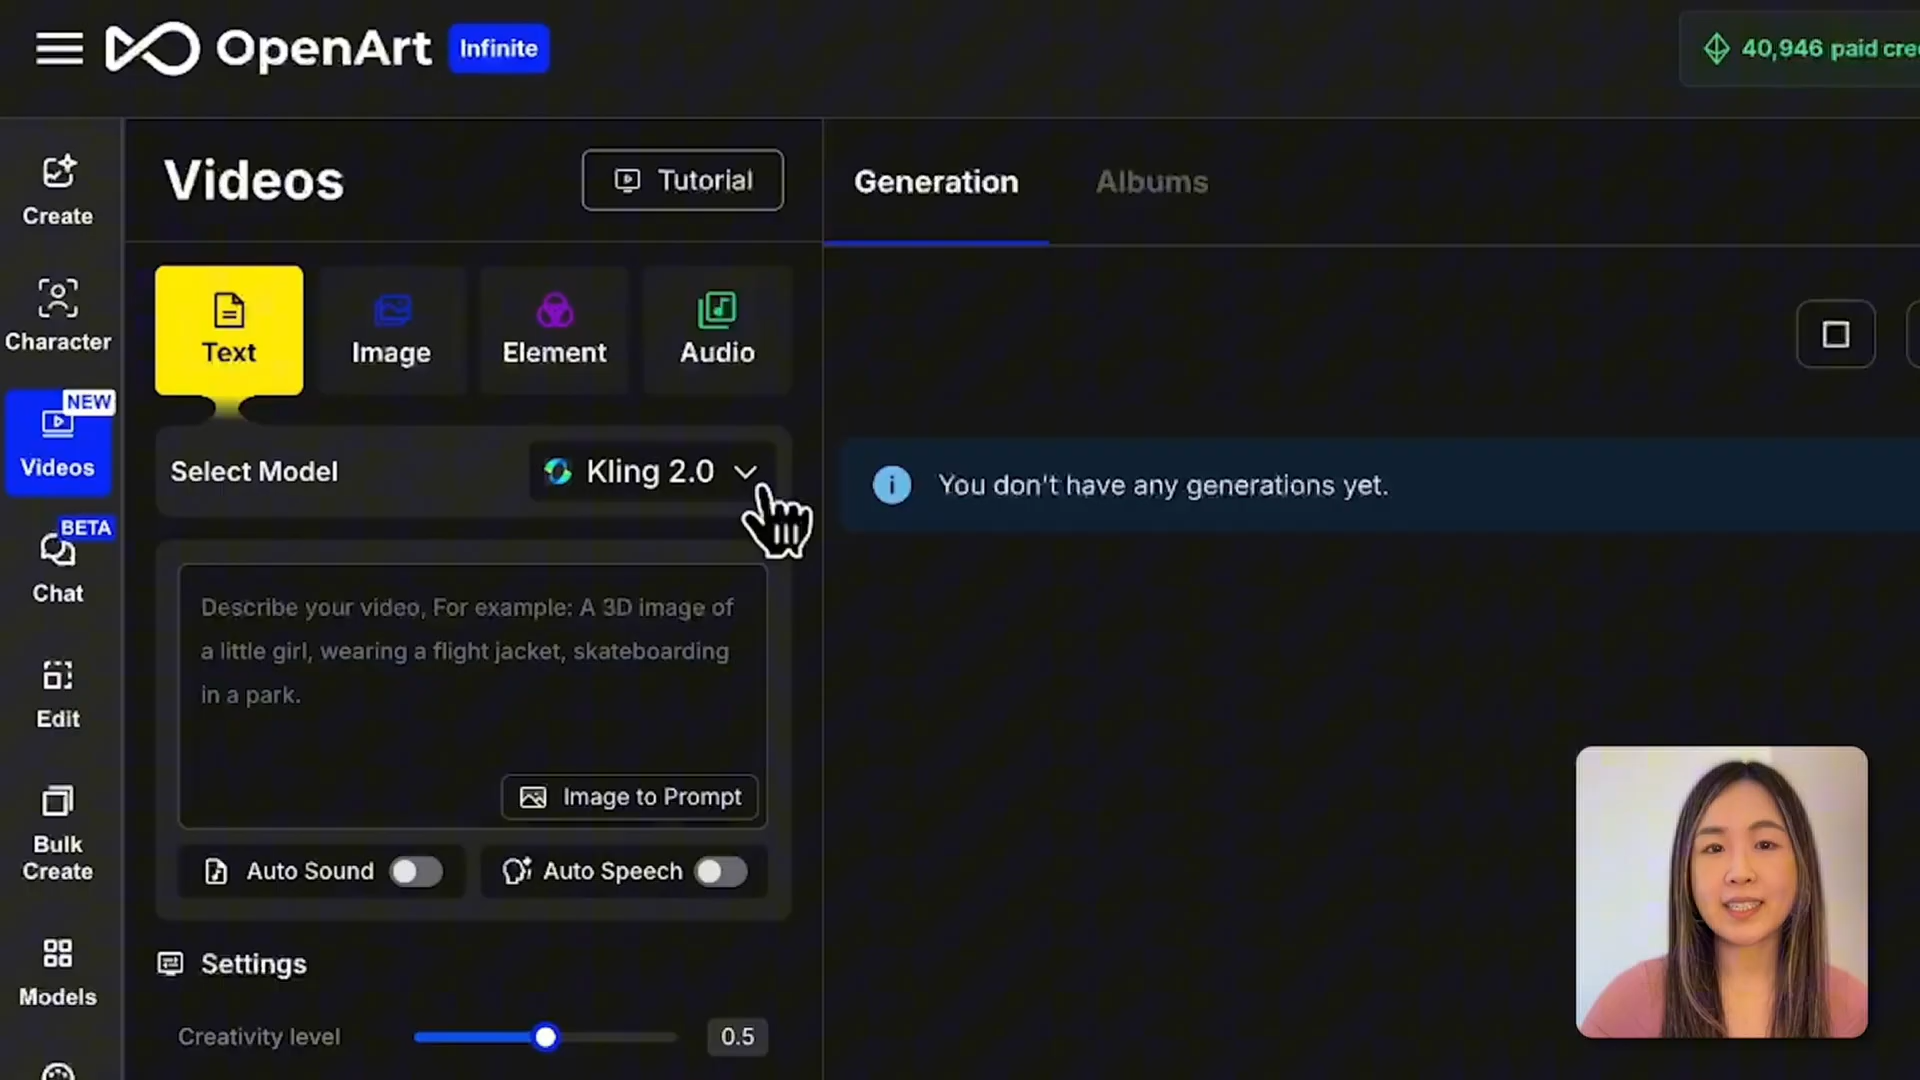 OpenArt Infinite
40,946 paid
Create
Character
NEW
Videos
BETA
Chat
Edit
Bulk
Create
Models
Videos
Tutorial
Text
Image
Element
Audio
Select Model
Kling 2.0
Describe your video, For example: A 3D image of
a little girl, wearing a flight jacket, skateboarding
in a park.
Image to Prompt
Auto Sound
Auto Speech
Settings
Creativity level
0.5
Generation
Albums
You don't have any generations yet.